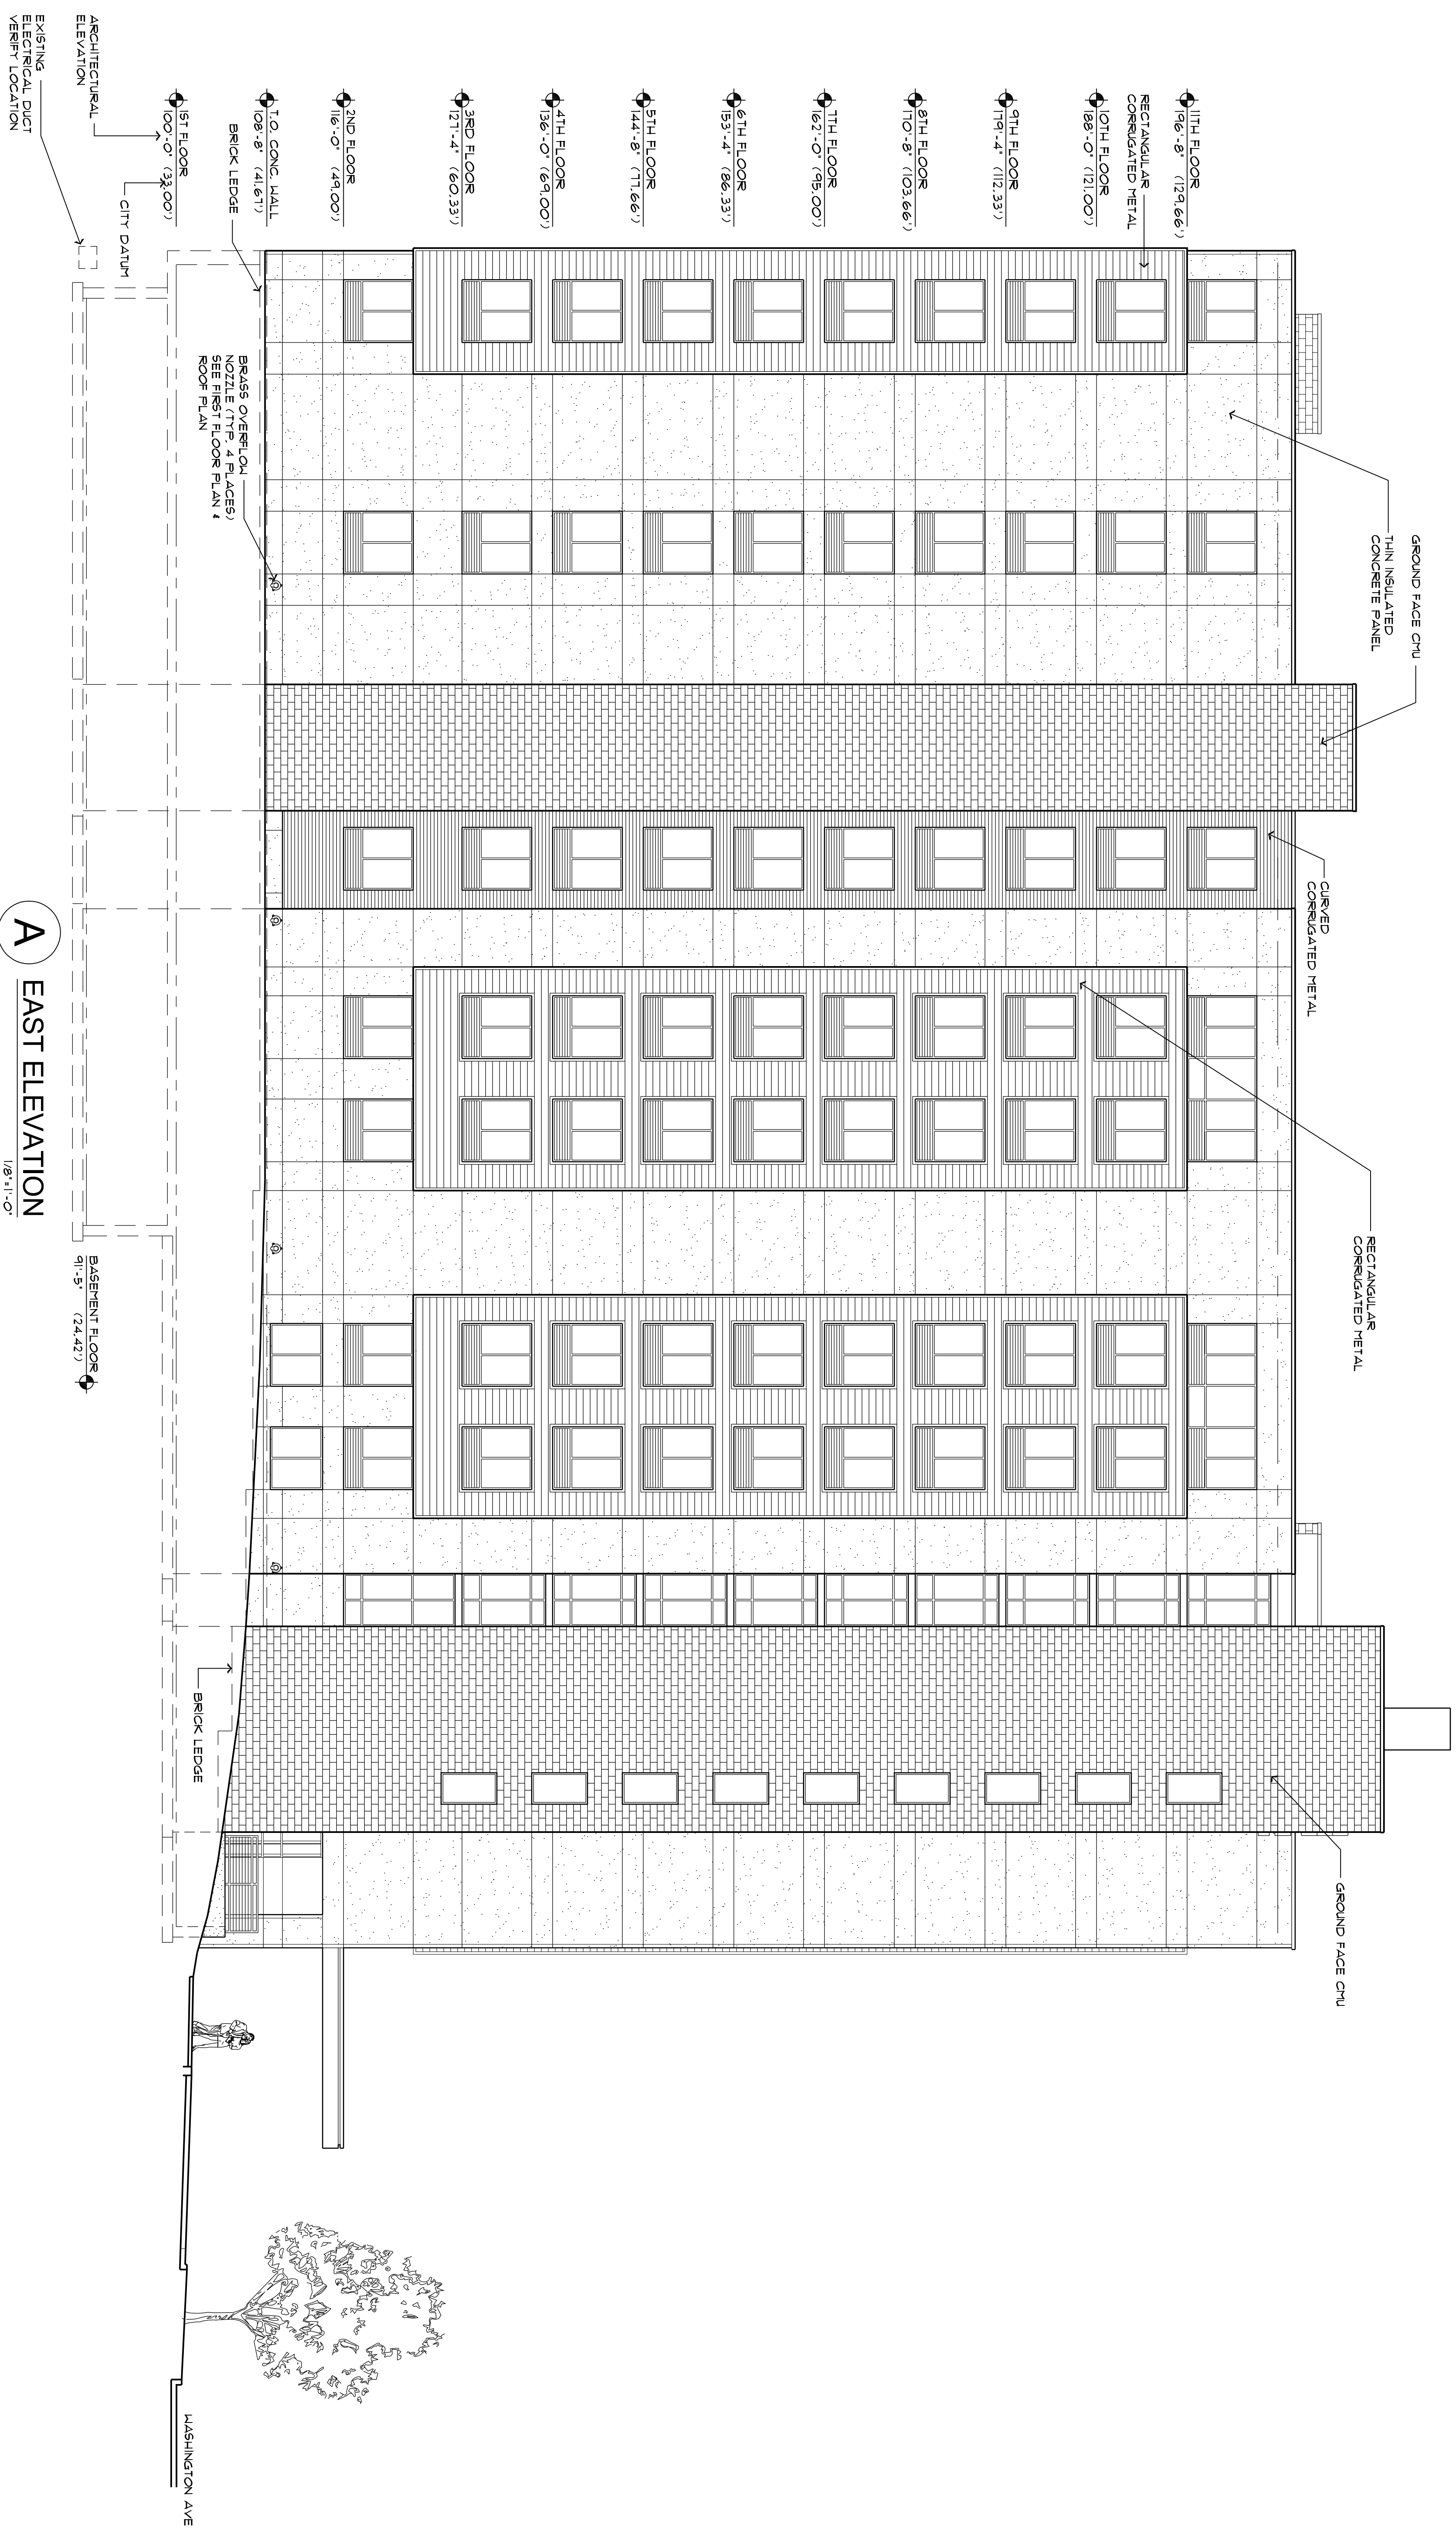 GROUND FACE CMU
THIN INSULATED
CONCRETE PANEL
CURVED
CORRUGATED METAL
RECTANGULAR
CORRUGATED METAL
GROUND FACE CMU
RECTANGULAR
CORRUGATED METAL
11TH FLOOR
196'-8" (129.66')
10TH FLOOR
188'-0" (121.00')
9TH FLOOR
179'-4" (112.33')
8TH FLOOR
170'-8" (103.66')
7TH FLOOR
162'-0" (95.00')
6TH FLOOR
153'-4" (86.33')
5TH FLOOR
144'-8" (77.66')
4TH FLOOR
136'-0" (69.00')
3RD FLOOR
127'-4" (60.33')
2ND FLOOR
116'-0" (49.00')
T.O. CONC. WALL
108'-8" (41.67')
BRICK LEDGE
BRASS OVERFLOW
NOZZLE (TYP. 4 PLACES)
SEE FIRST FLOOR PLAN &
ROOF PLAN
BRICK LEDGE
WASHINGTON AVE
1ST FLOOR
100'-0" (33.00')
CITY DATUM
ARCHITECTURAL
ELEVATION
EXISTING
ELECTRICAL DUCT
VERIFY LOCATION
BASEMENT FLOOR
91'-5" (24.42')
A
EAST ELEVATION
1/8"=1'-0"